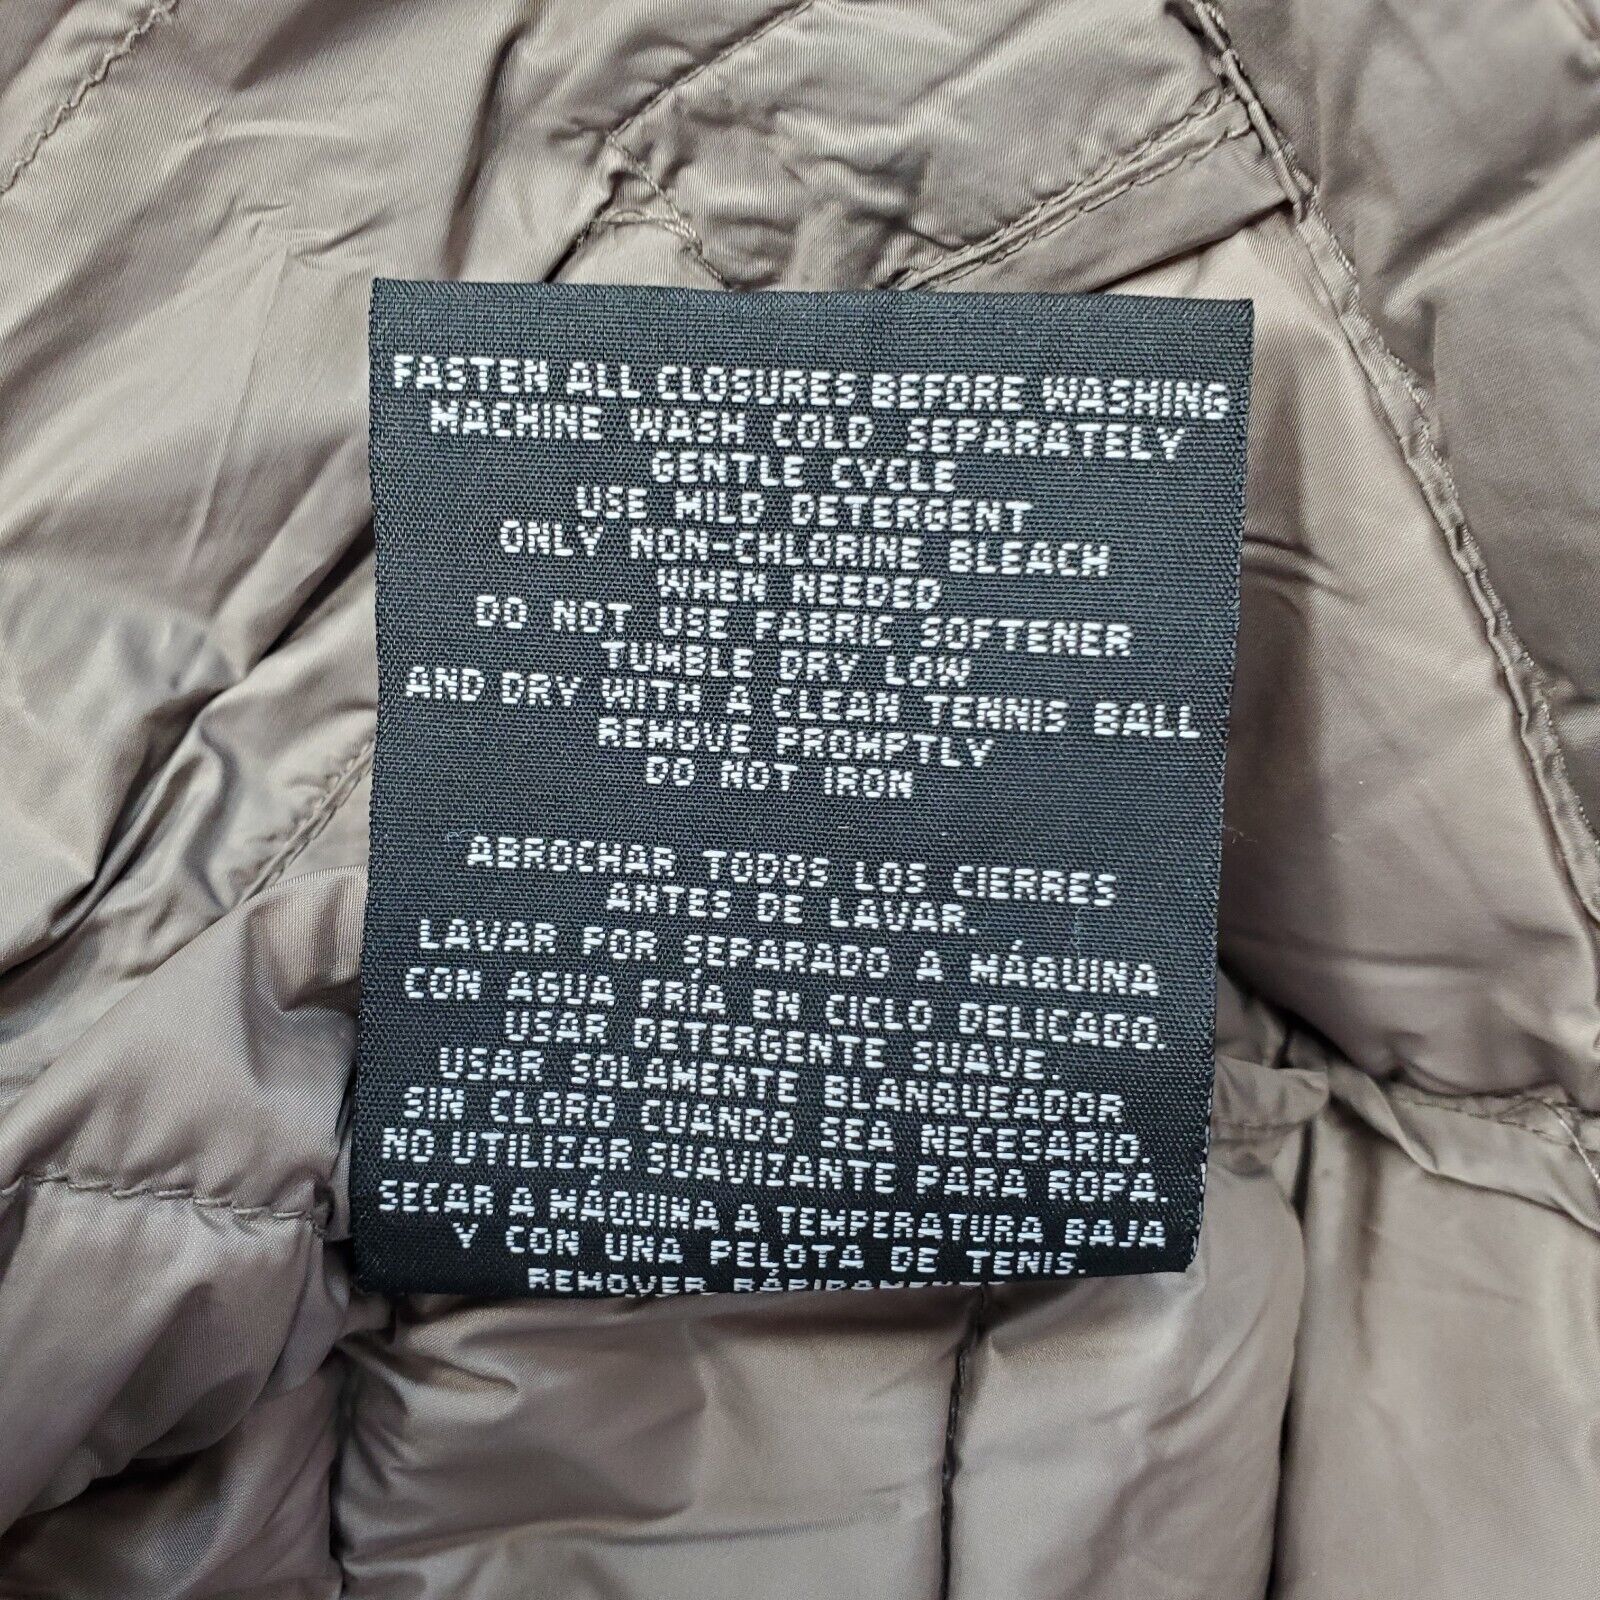 FASTEN ALL CLOSURES BEFORE WASHING
MACHINE WASH COLD SEPARATELY
GENTLE CYCLE
USE MILD DETERGENT
ONLY NON-CHLORINE BLEACH
WHEN NEEDED
DO NOT USE FABRIC SOFTENER
TUMBLE DRY LOW
AND DRY WITH A CLEAN TENNIS BALL
REMOVE PROMPTLY
DO NOT IRON
ABROCHAR TODOS LOS CIERRES
ANTES DE LAVAR.
LAVAR POR SEPARADO A MÁQUINA
CON AGUA FRÍA EN CICLO DELICADO.
USAR DETERGENTE SUAVE.
USAR SOLAMENTE BLANQUEADOR
SIN CLORO CUANDO SEA NECESARIO.
NO UTILIZAR SUAVIZANTE PARA ROPA.
SECAR A MÁQUINA A TEMPERATURA BAJA
Y CON UNA PELOTA DE TENIS.
REMOVER RÁPIDAMENTE